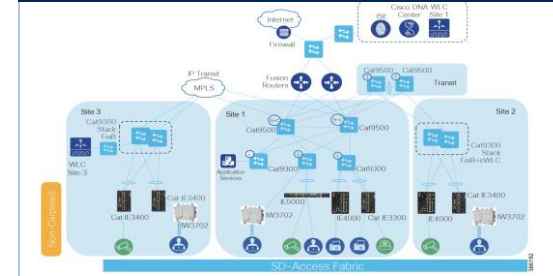 Internet
Firewall
Cisco DNA WLC
ISE Center Site 1
Fusion
Routers
IP Transit
MPLS
Cat9500 Cat9500
Transit
Site 3
Cat9300
Stack
FiaB
WLC
Site 3
Cat IE3400
Cat IE3400
IW3702
Site 1
Cat9500
Cat9500
Application
Services
Cat9300
Cat9300
IE5000
IW3702
IE4000
Cat IE3300
Site 2
Cat9300
Stack
FiaB+eWLC
Cat IE3400
IE4000
IW3702
Non-Carpeted
SD-Access Fabric